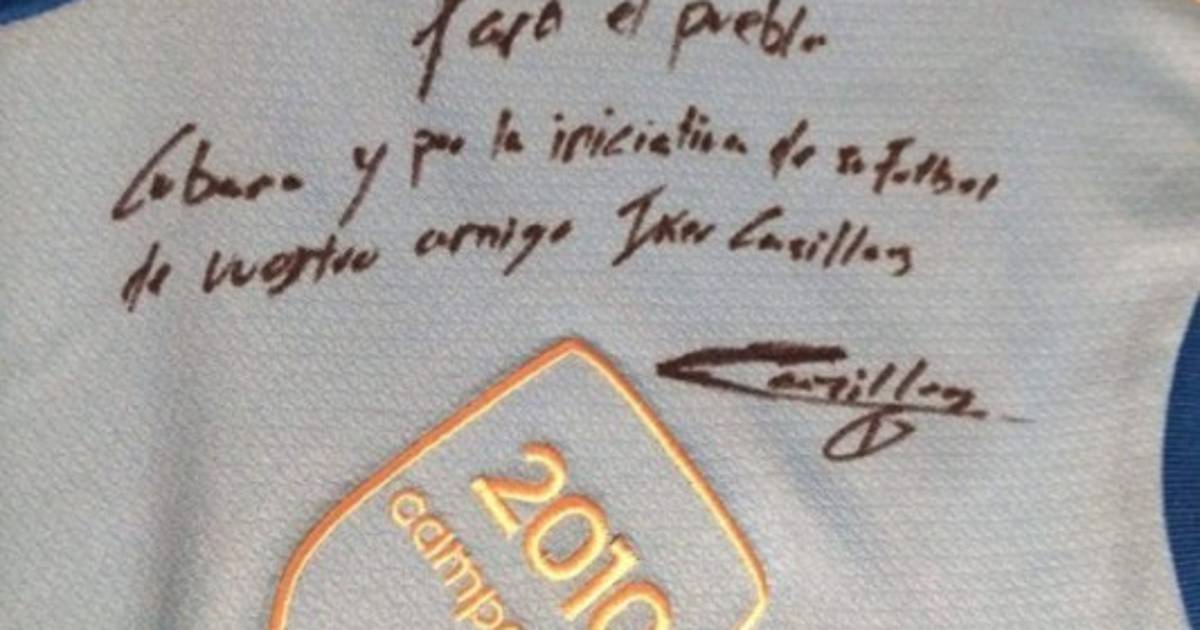 Para el pueblo
Cubano y por la iniciativa de su futbol
de vuestro amigo Iker Casillas
Casillas
2010
campe